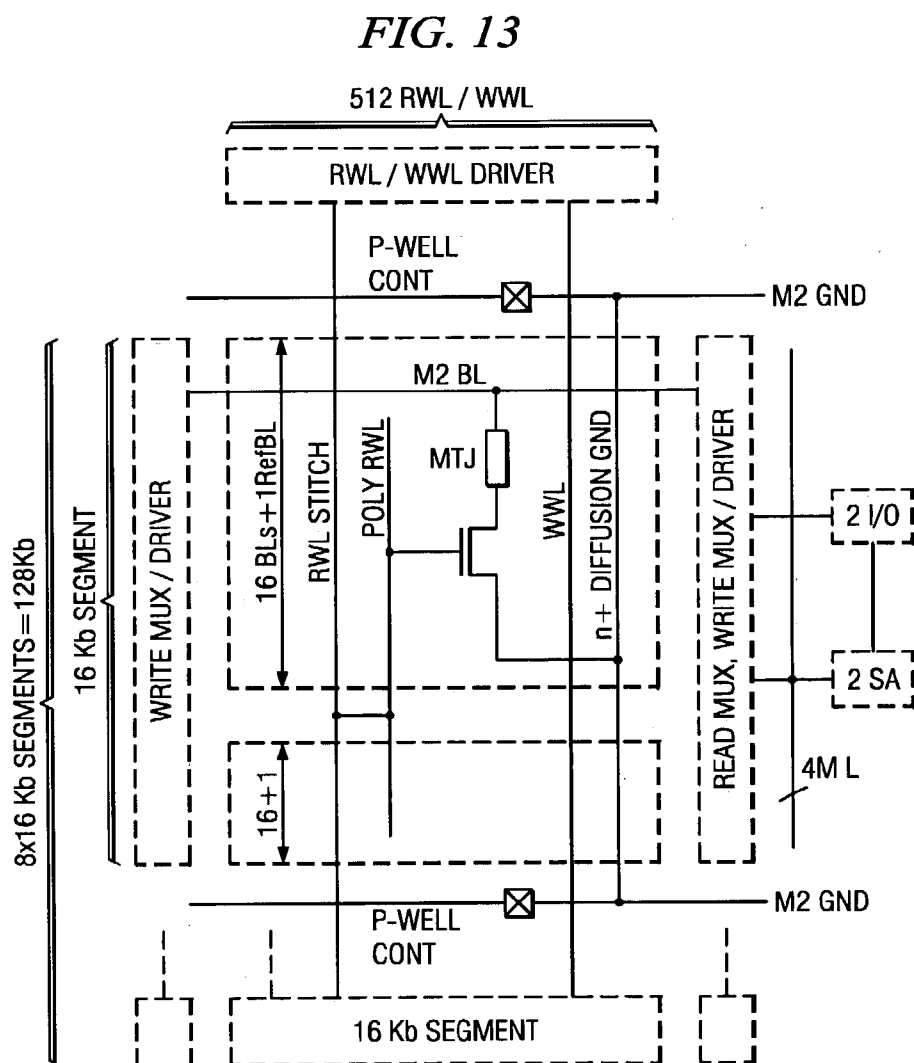 FIG. 13
512 RWL / WWL
RWL / WWL DRIVER
P-WELL
CONT
M2 GND
8x16 Kb SEGMENTS=128Kb
16 Kb SEGMENT
WRITE MUX / DRIVER
16 BLs+1RefBL
M2 BL
RWL STITCH
POLY RWL
MTJ
WWL
n+ DIFFUSION GND
READ MUX, WRITE MUX / DRIVER
2 I/O
2 SA
4M L
16+1
P-WELL
CONT
M2 GND
16 Kb SEGMENT